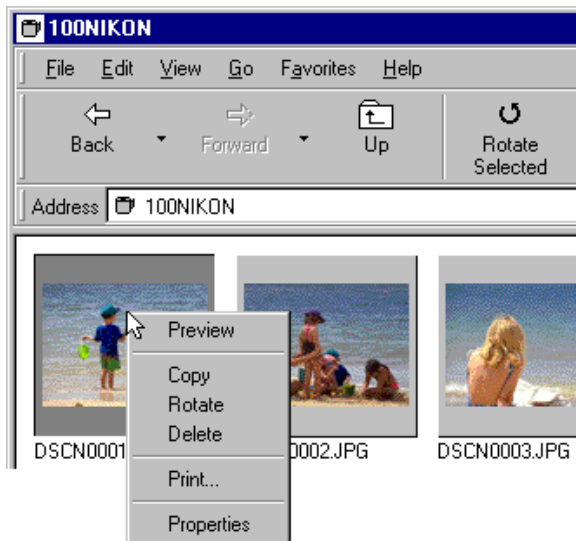 100NIKON
File Edit View Go Favorites Help
Back Forward Up Rotate
Selected
Address 100NIKON
Preview
Copy
Rotate
Delete
DSCN0001 0002.JPG DSCN0003.JPG
Print...
Properties